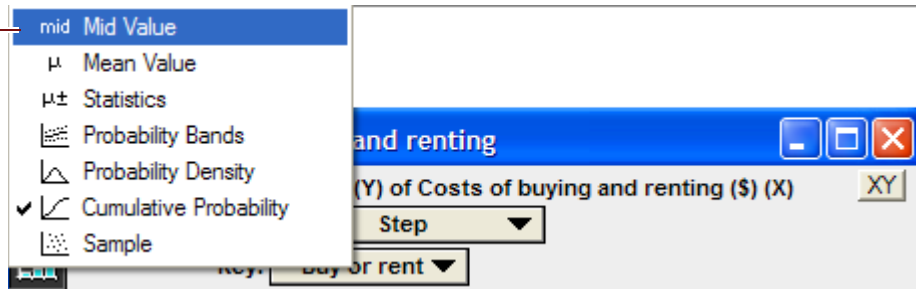 mid Mid Value
μ Mean Value
μ± Statistics
Probability Bands
and renting
Probability Density
(Y) of Costs of buying and renting ($) (X) XY
Cumulative Probability
Step
Sample
Buy or rent